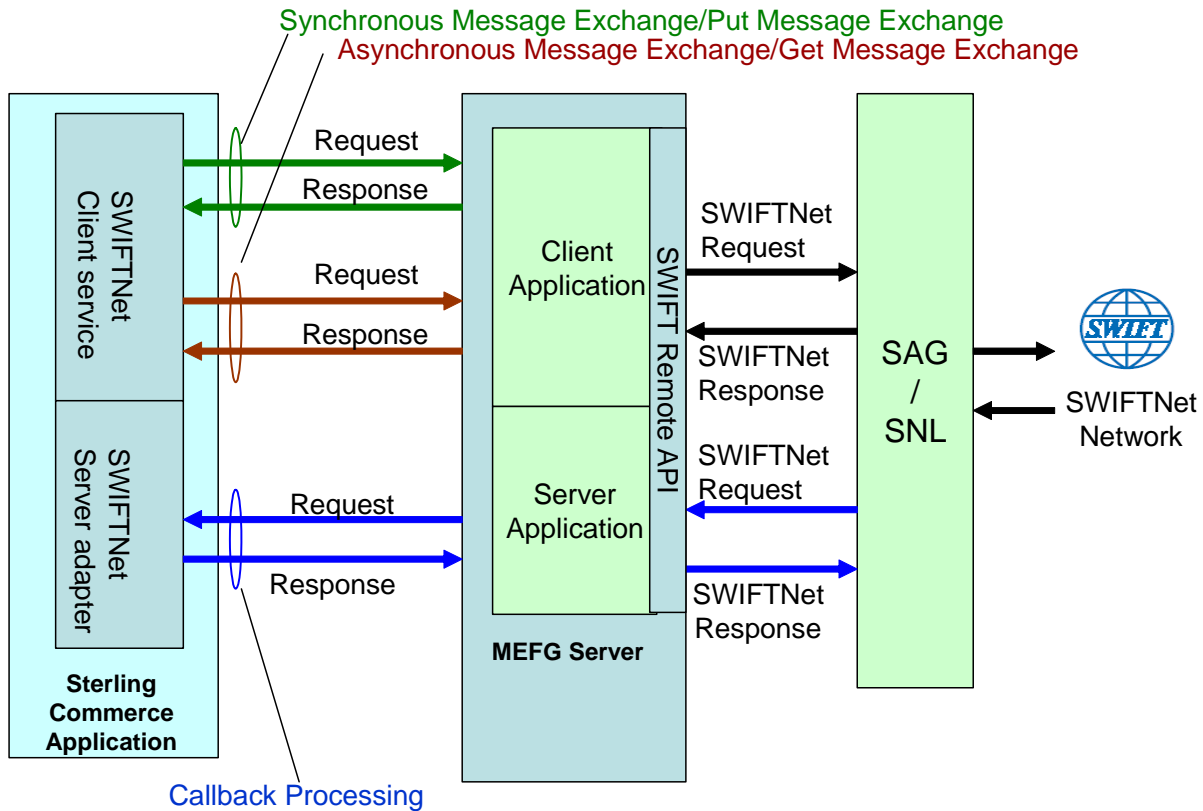 Synchronous Message Exchange/Put Message Exchange
Asynchronous Message Exchange/Get Message Exchange
SWIFTNet
Client service
SWIFTNet
Server adapter
Sterling
Commerce
Application
Request
Response
Request
Response
Request
Response
Callback Processing
Client
Application
Server
Application
SWIFT Remote API
MEFG Server
SWIFTNet
Request
SWIFTNet
Response
SWIFTNet
Request
SWIFTNet
Response
SAG
/
SNL
SWIFT
SWIFTNet
Network